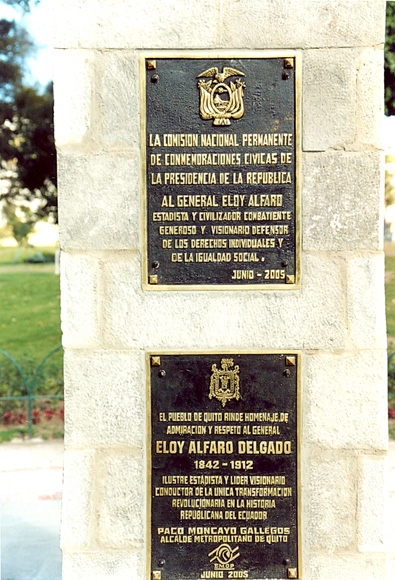 LA COMISION NACIONAL PERMANENTE
DE CONMEMORACIONES CIVICAS DE
LA PRESIDENCIA DE LA REPUBLICA
AL GENERAL ELOY ALFARO
ESTADISTA Y CIVILIZADOR COMBATIENTE
GENEROSO Y VISIONARIO DEFENSOR
DE LOS DERECHOS INDIVIDUALES Y
DE LA IGUALDAD SOCIAL.
JUNIO - 2005
EL PUEBLO DE QUITO RINDE HOMENAJE DE
ADMIRACION Y RESPETO AL GENERAL
ELOY ALFARO DELGADO
1842 - 1912
ILUSTRE ESTADISTA Y LIDER VISIONARIO
CONDUCTOR DE LA UNICA TRANSFORMACION
REVOLUCIONARIA EN LA HISTORIA
REPUBLICANA DEL ECUADOR
PACO MONCAYO GALLEGOS
ALCALDE METROPOLITANO DE QUITO
JUNIO 2005